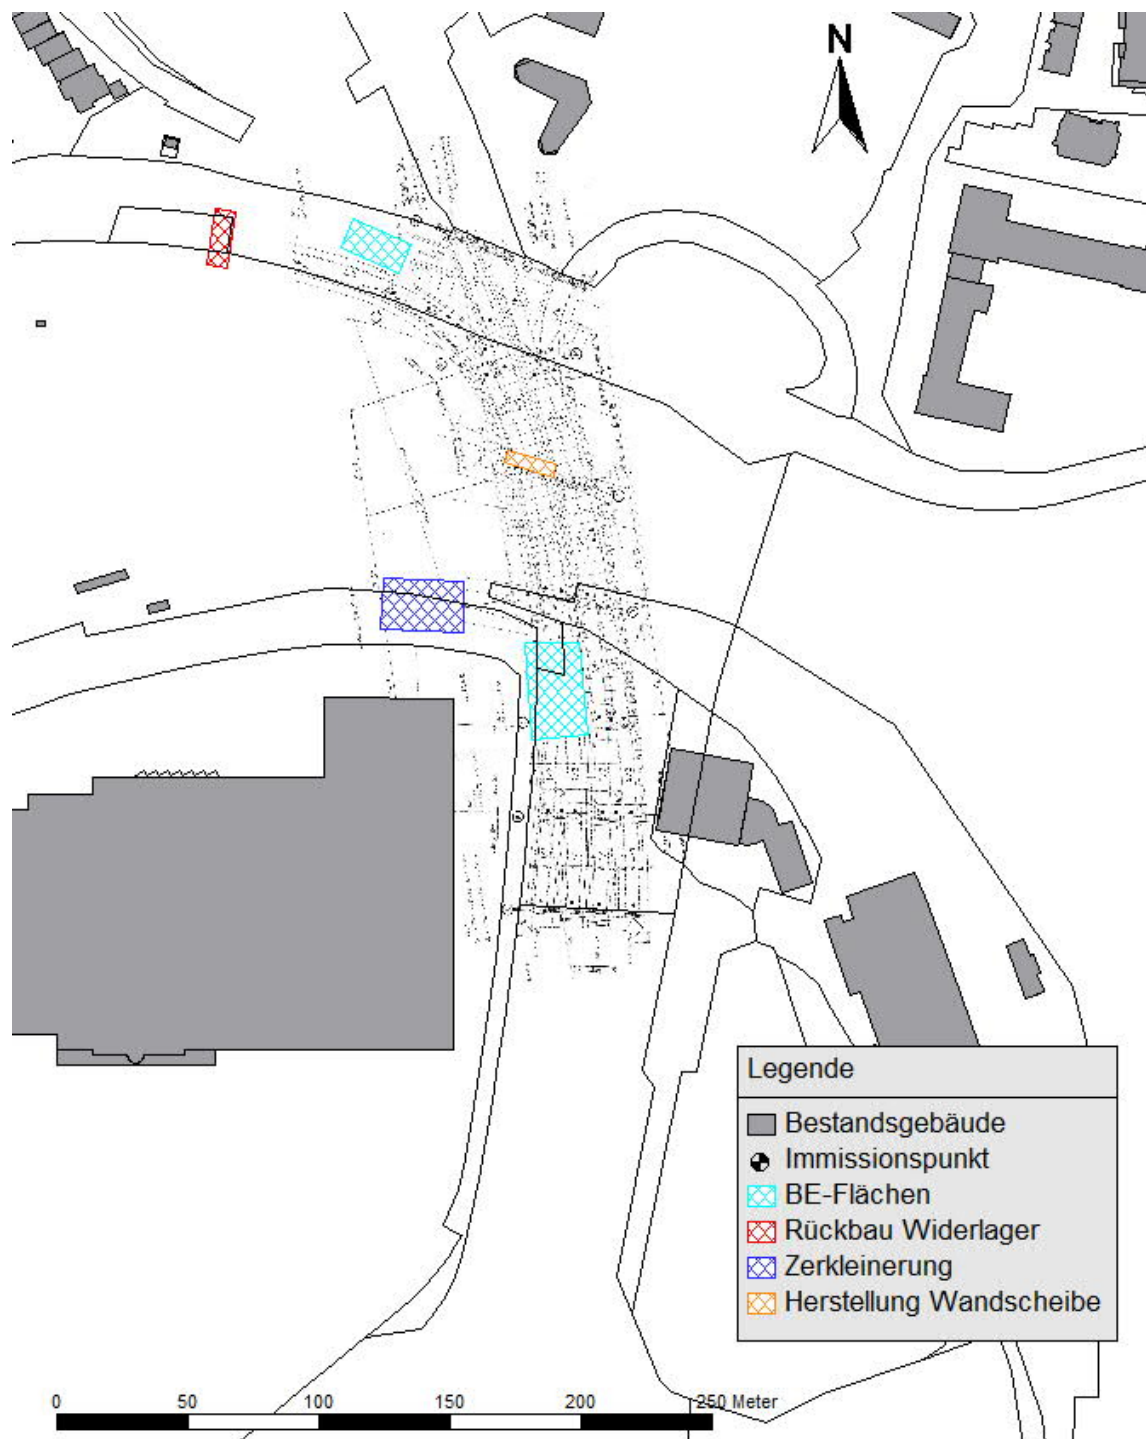 N
Legende
Bestandsgebäude
Immissionspunkt
BE-Flächen
Rückbau Widerlager
Zerkleinerung
Herstellung Wandscheibe
0 50 100 150 200 250 Meter